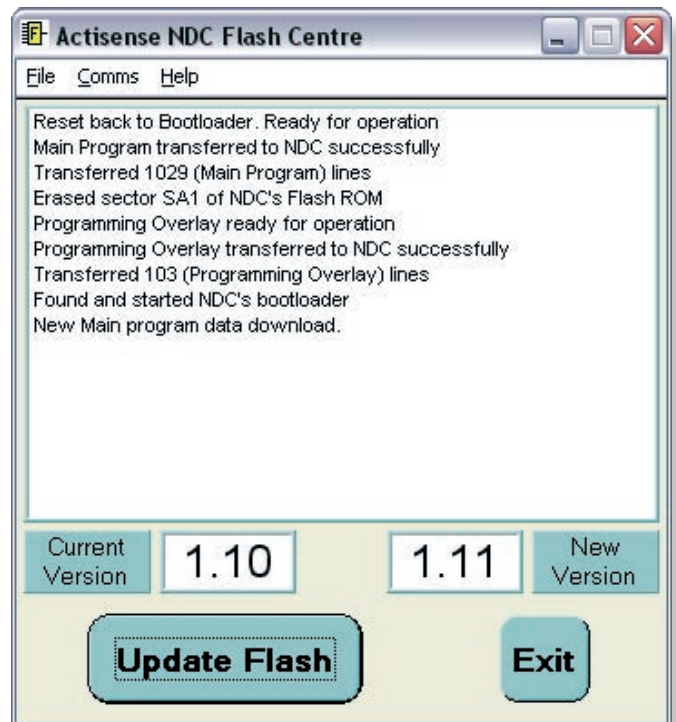 Actisense NDC Flash Centre
File Comms Help
Reset back to Bootloader. Ready for operation
Main Program transferred to NDC successfully
Transferred 1029 (Main Program) lines
Erased sector SA1 of NDC's Flash ROM
Programming Overlay ready for operation
Programming Overlay transferred to NDC successfully
Transferred 103 (Programming Overlay) lines
Found and started NDC's bootloader
New Main program data download.
Current
Version
1.10
1.11
New
Version
Update Flash
Exit